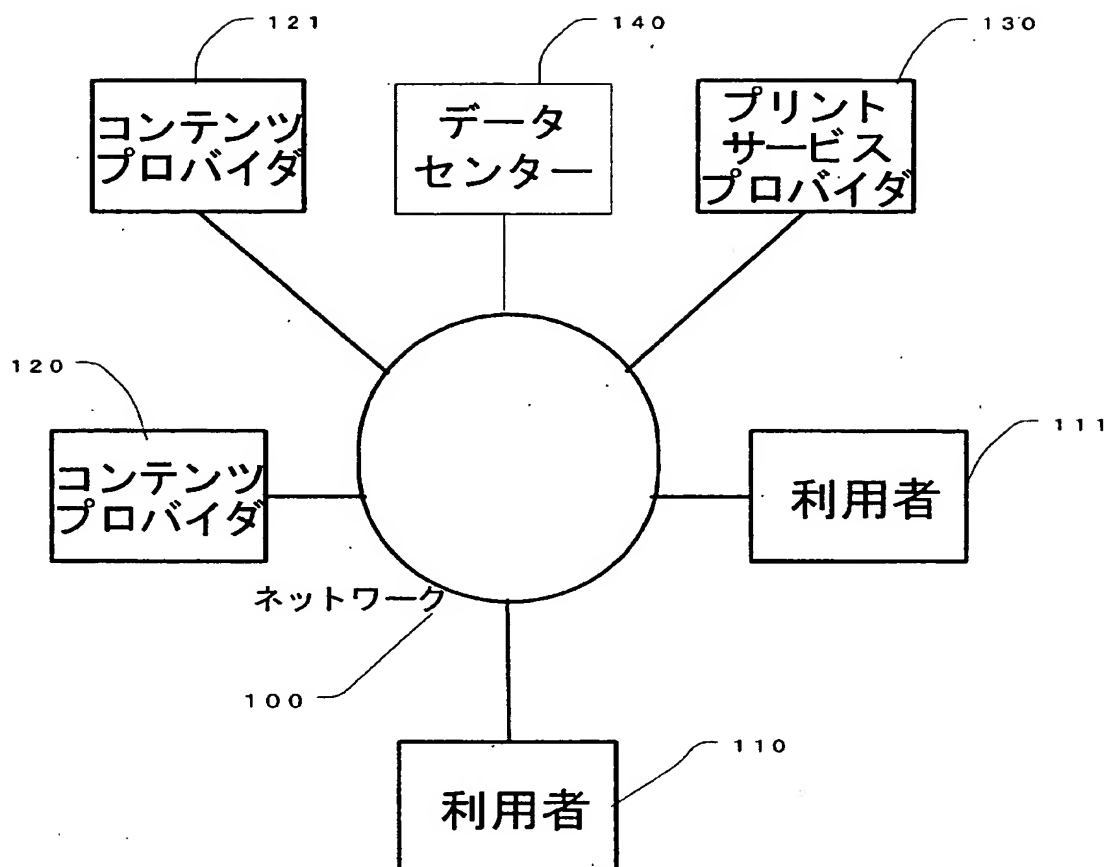 121
140
130
コンテンツ
プロバイダ
データ
センター
プリント
サービス
プロバイダ
120
111
コンテンツ
プロバイダ
利用者
ネットワーク
100
110
利用者